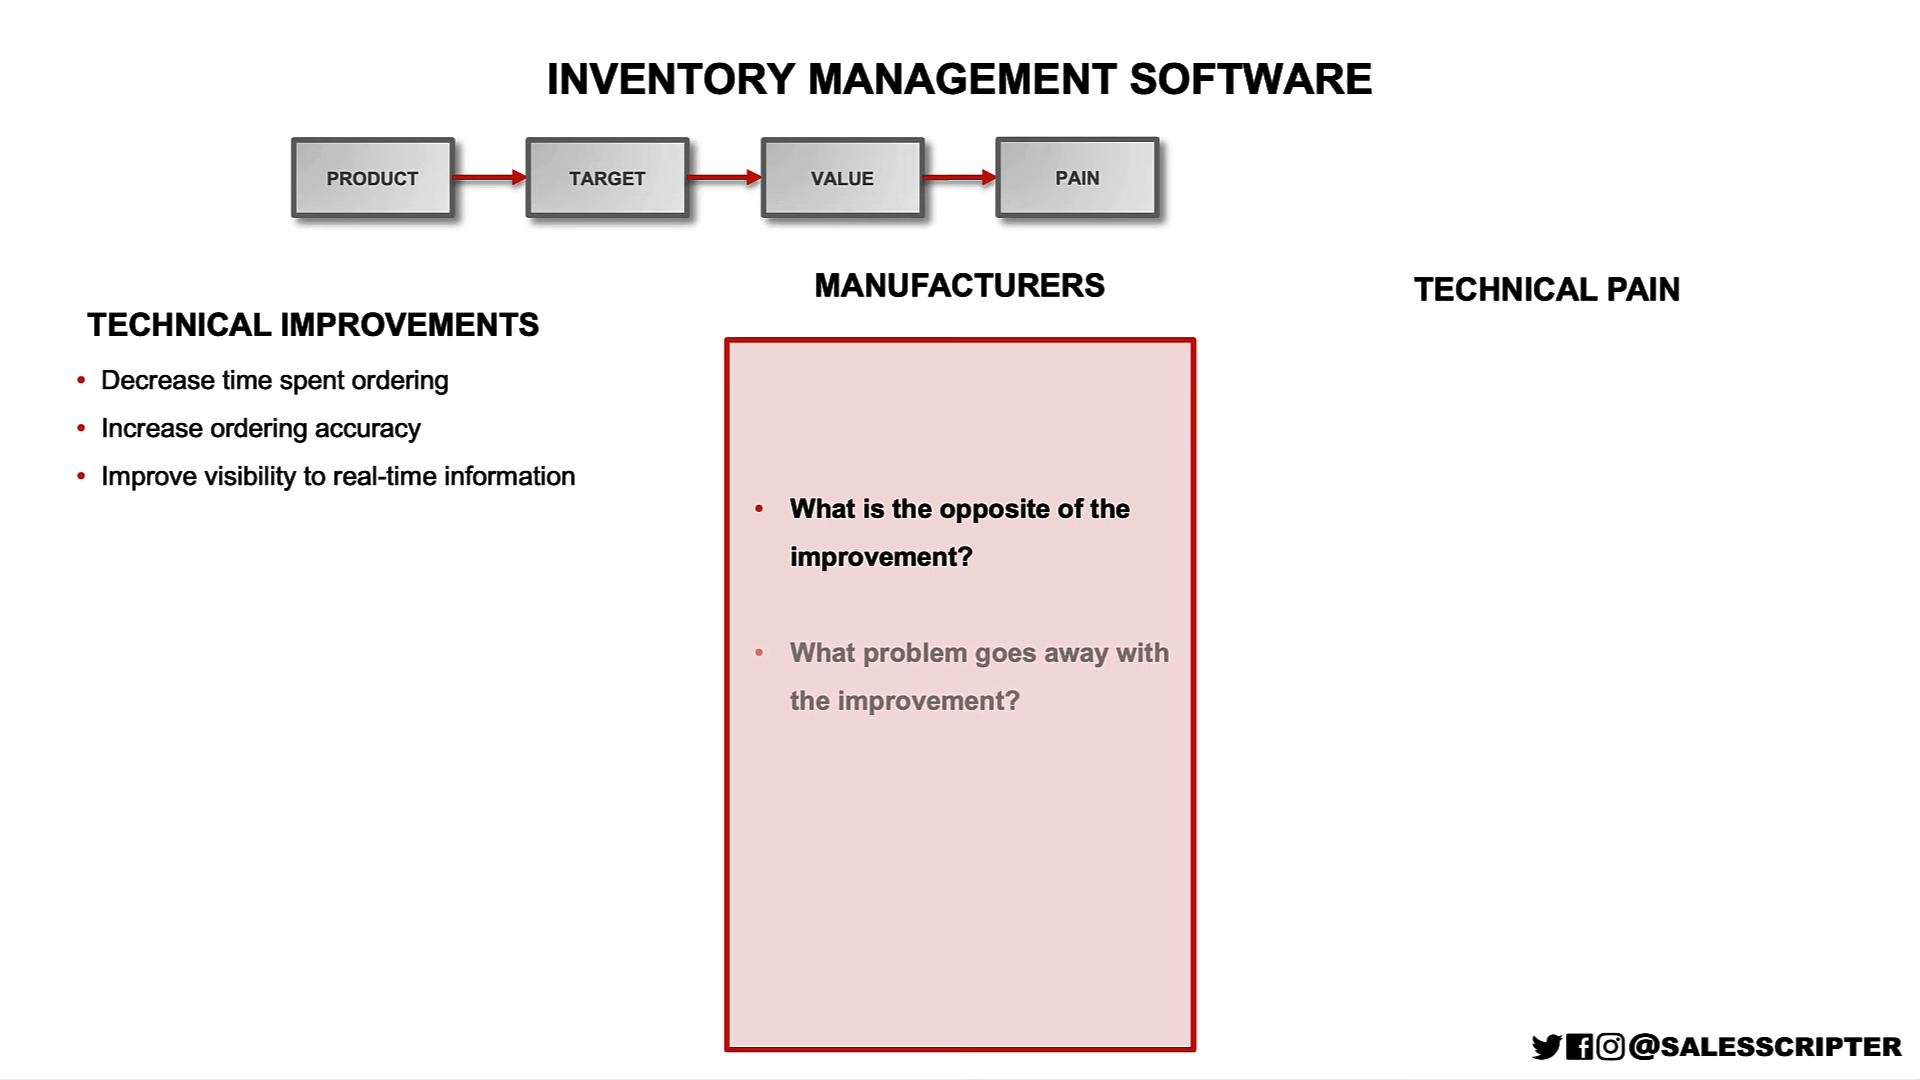 INVENTORY MANAGEMENT SOFTWARE
PRODUCT
TARGET
VALUE
PAIN
TECHNICAL IMPROVEMENTS
• Decrease time spent ordering
• Increase ordering accuracy
• Improve visibility to real-time information
MANUFACTURERS
• What is the opposite of the
improvement?
• What problem goes away with
the improvement?
TECHNICAL PAIN
@SALESSCRIPTER